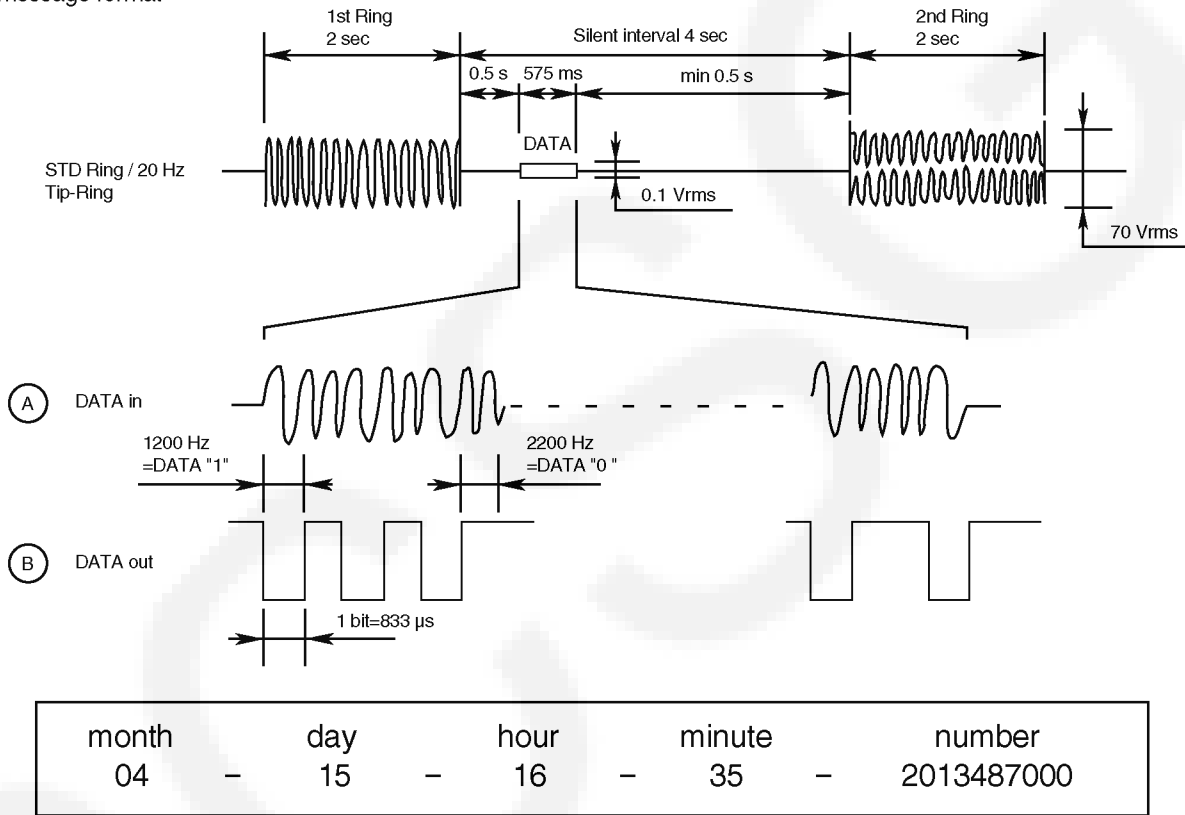 1st Ring
2 sec
Silent interval 4 sec
2nd Ring
2 sec
0.5 s
575 ms
min 0.5 s
DATA
STD Ring / 20 Hz
Tip-Ring
0.1 Vrms
70 Vrms
A
DATA in
1200 Hz
=DATA "1"
2200 Hz
=DATA "0 "
B
DATA out
1 bit=833 µs
month day hour minute number
04 – 15 – 16 – 35 – 2013487000